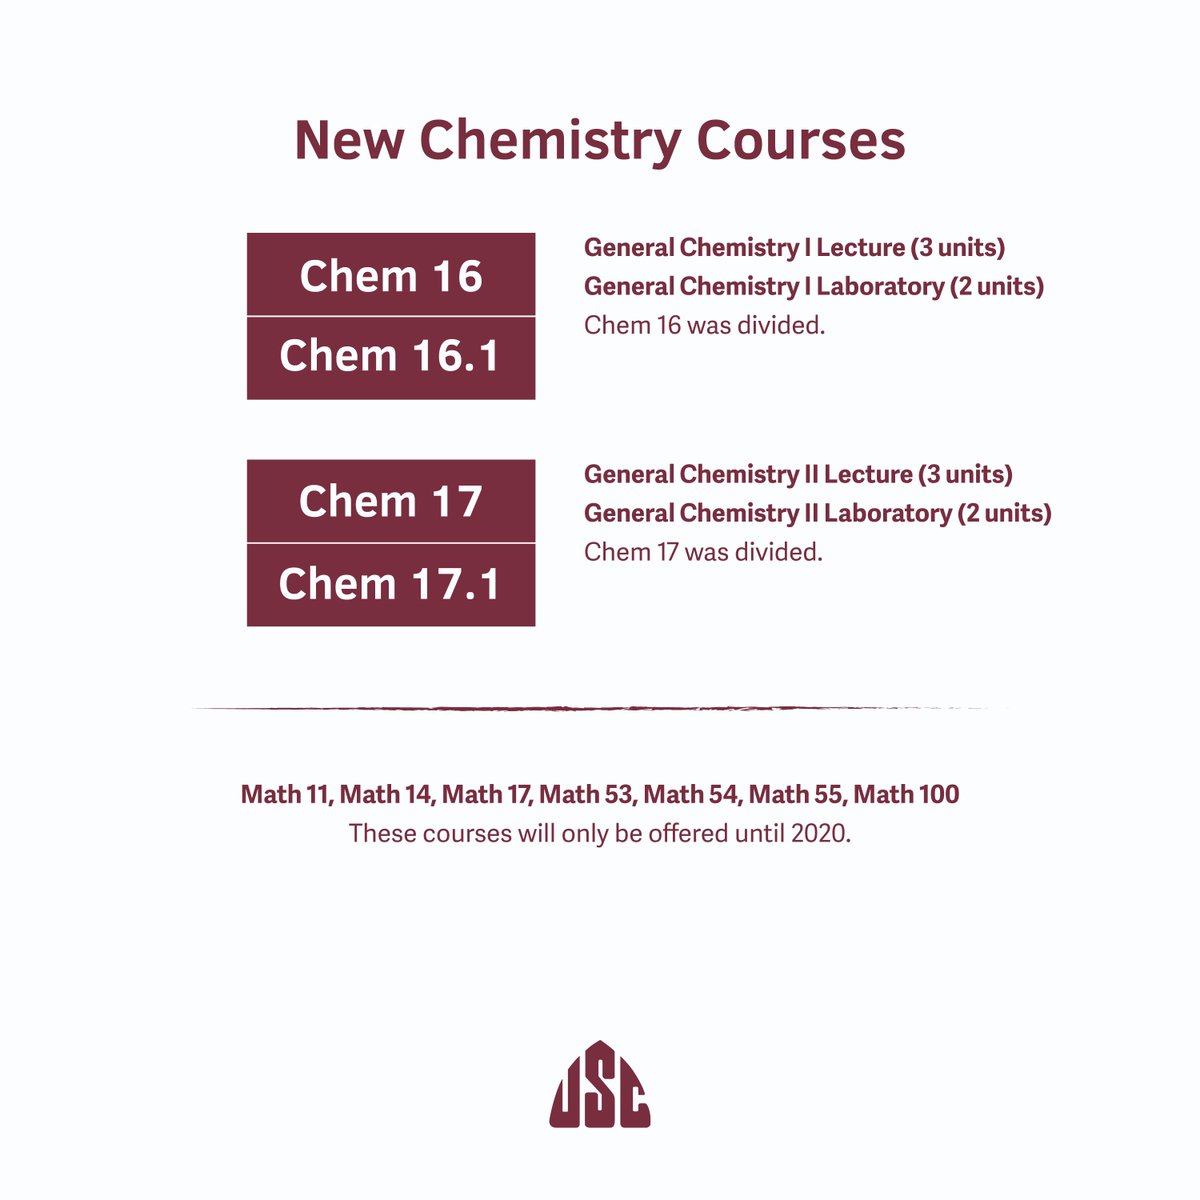 New Chemistry Courses
Chem 16
Chem 16.1
General Chemistry I Lecture (3 units)
General Chemistry I Laboratory (2 units)
Chem 16 was divided.
Chem 17
Chem 17.1
General Chemistry II Lecture (3 units)
General Chemistry II Laboratory (2 units)
Chem 17 was divided.
Math 11, Math 14, Math 17, Math 53, Math 54, Math 55, Math 100
These courses will only be offered until 2020.
USC